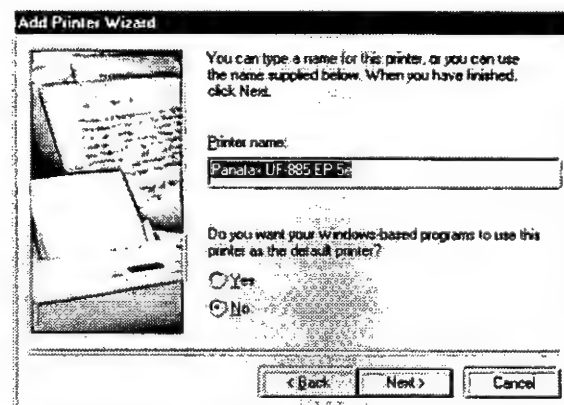 Add Printer Wizard
You can type a name for this printer, or you can use
the name supplied below. When you have finished,
click Next.
Printer name:
Panafax UF-885 EP 5e
Do you want your Windows-based programs to use this
printer as the default printer?
Yes
No
< Back
Next >
Cancel